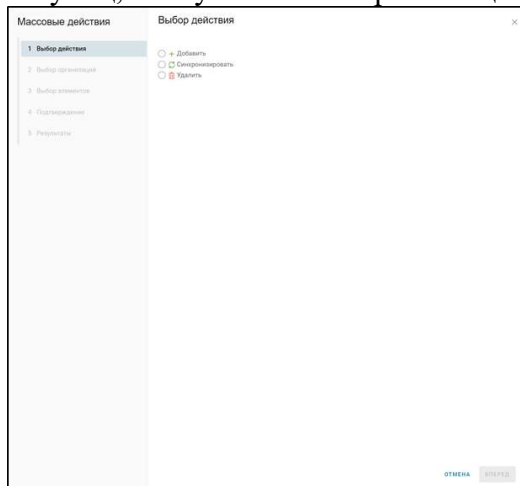 Массовые действия
1 Выбор действия
2 Выбор организаций
3 Выбор элементов
4 Подтверждение
5 Результаты
Выбор действия
+ Добавить
Синхронизировать
Удалить
ОТМЕНА ВПЕРЕД